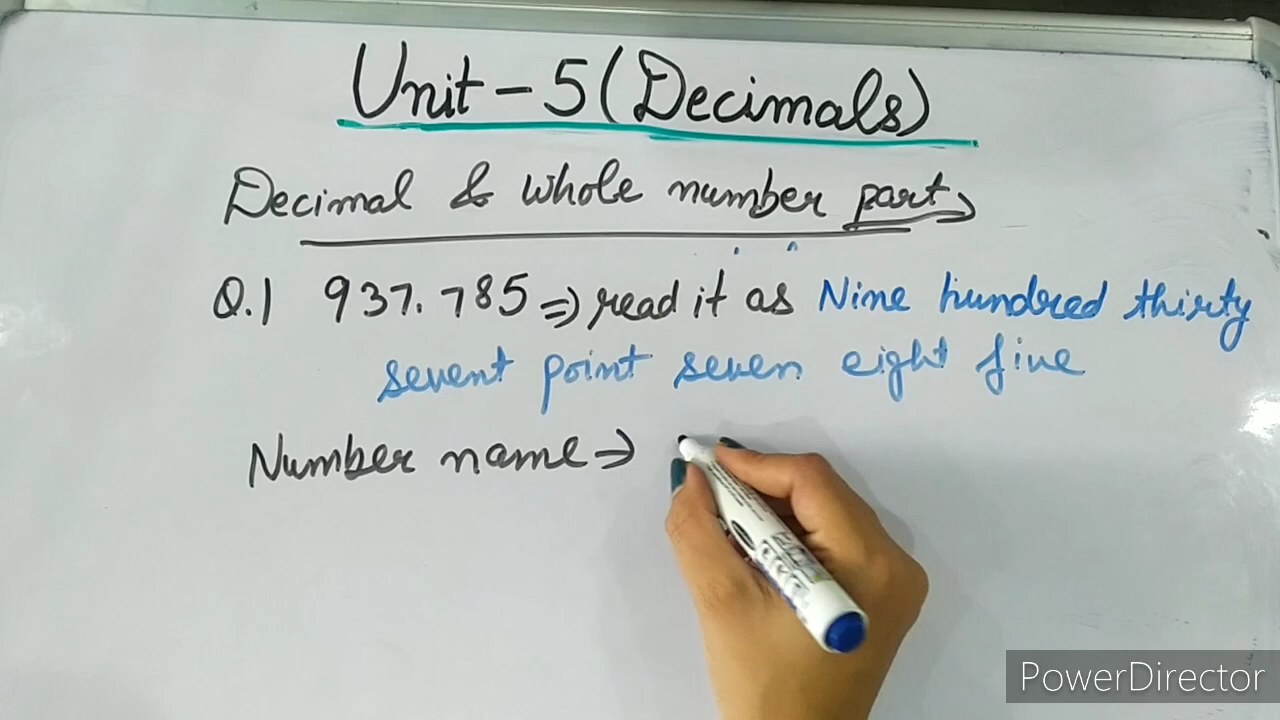 Unit - 5 (Decimals)
Decimal & whole number part
Q.1 937.785 ⇒ read it as Nine hundred thirty
sevent point seven eight five
Number name →
PowerDirector